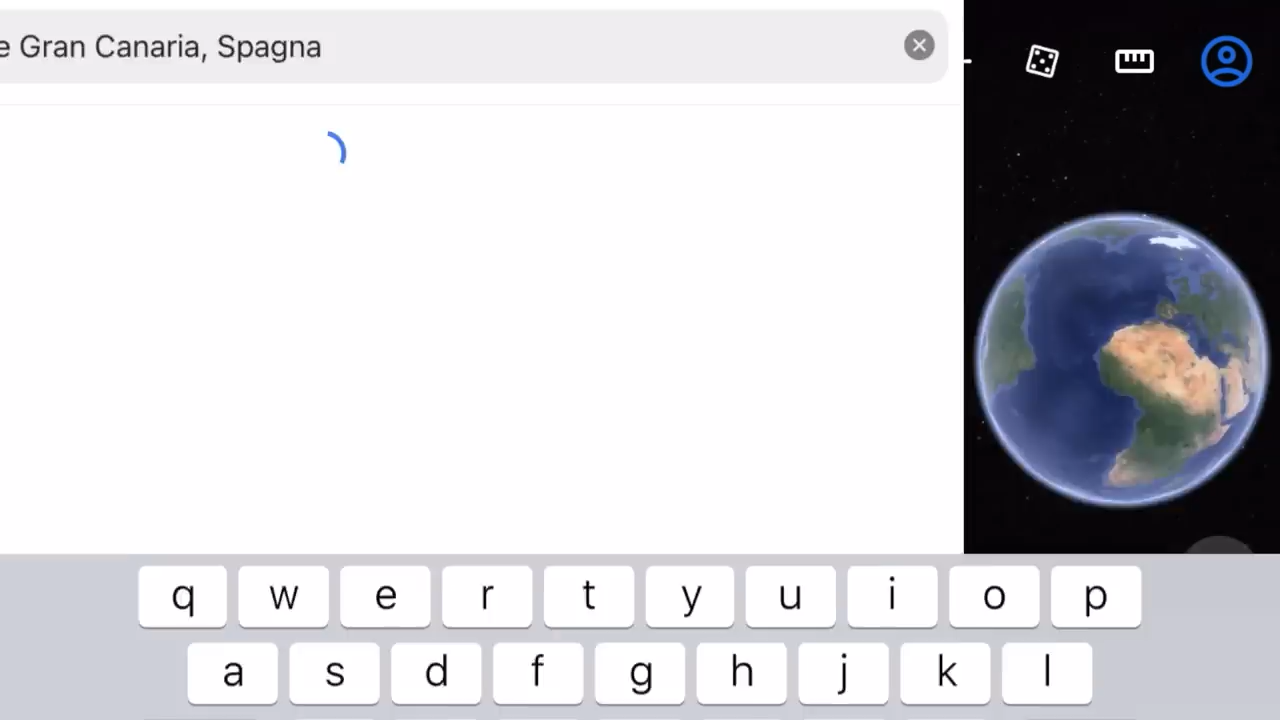 e Gran Canaria, Spagna
q w e r t y u i o p
a s d f g h j k l